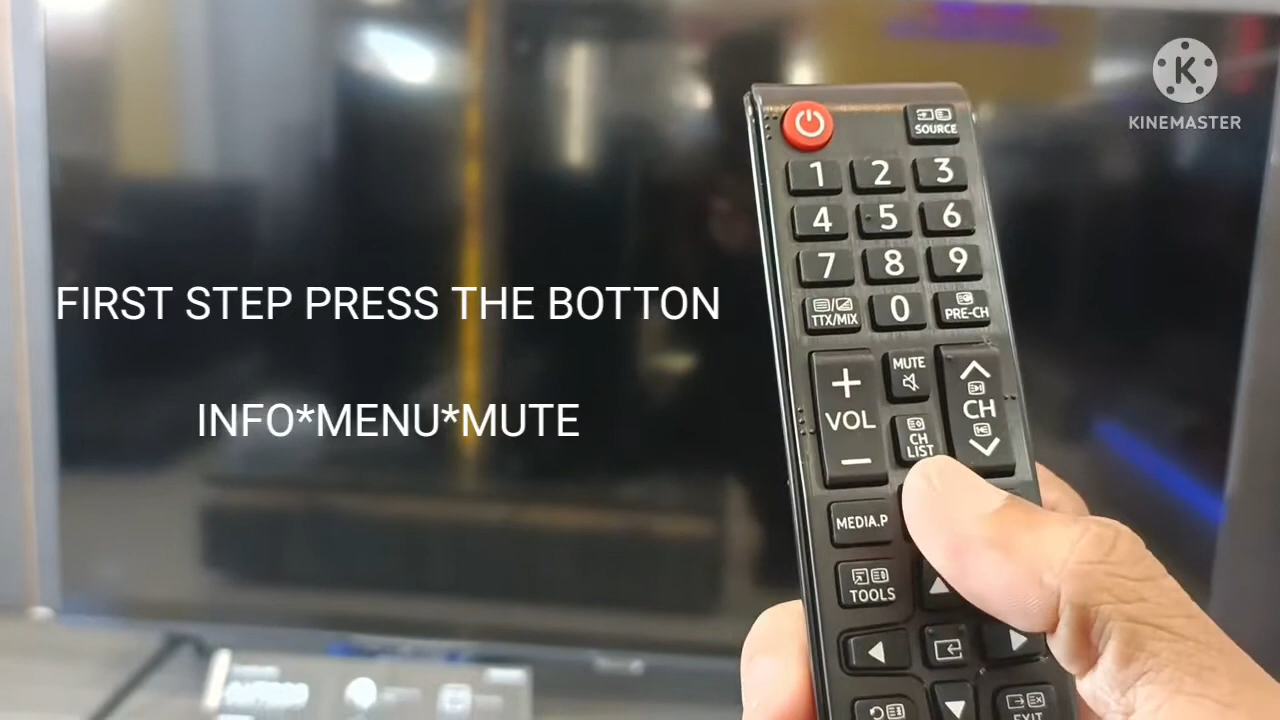 K
KINEMASTER
SOURCE
1 2 3
4 5 6
7 8 9
TTX/MIX 0 PRE-CH
FIRST STEP PRESS THE BOTTON
INFO*MENU*MUTE
+ MUTE
VOL CH
CH
LIST
−
MEDIA.P
TOOLS
EXIT